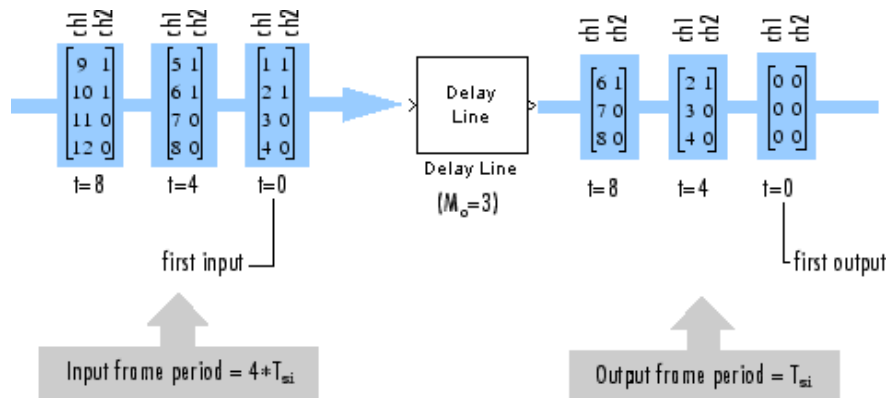 ch1 ch2 ch1 ch2 ch1 ch2 ch1 ch2 ch1 ch2 ch1 ch2
9 1
10 1
11 0
12 0
5 1
6 1
7 0
8 0
1 1
2 1
3 0
4 0
Delay
Line
6 1
7 0
8 0
2 1
3 0
4 0
0 0
0 0
0 0
Delay Line
(Mo=3)
t=8 t=4 t=0 t=8 t=4 t=0
first input
first output
Input frame period = 4*Tsi
Output frame period = Tsi